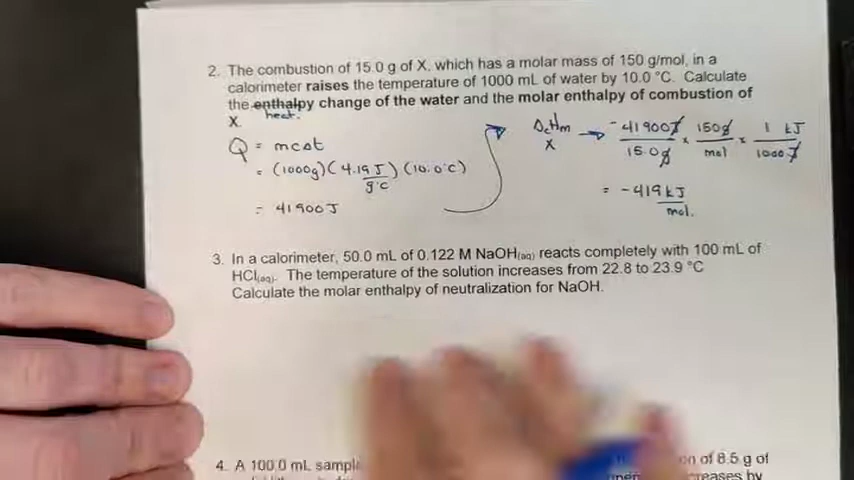 2. The combustion of 15.0 g of X, which has a molar mass of 150 g/mol, in a
calorimeter raises the temperature of 1000 mL of water by 10.0 °C. Calculate
the enthalpy change of the water and the molar enthalpy of combustion of
X.
heat.
Q = mcΔt
= (1000g)(4.19 J/g°C)(10.0°C)
= 41900J
ΔcHm
X
-41900J/15.0g × 150g/mol × 1 kJ/1000J
= -419 kJ/mol.
3. In a calorimeter, 50.0 mL of 0.122 M NaOH(aq) reacts completely with 100 mL of
HCl(aq). The temperature of the solution increases from 22.8 to 23.9 °C
Calculate the molar enthalpy of neutralization for NaOH.
4. A 100.0 mL sampl on of 8.5 g of
creases by